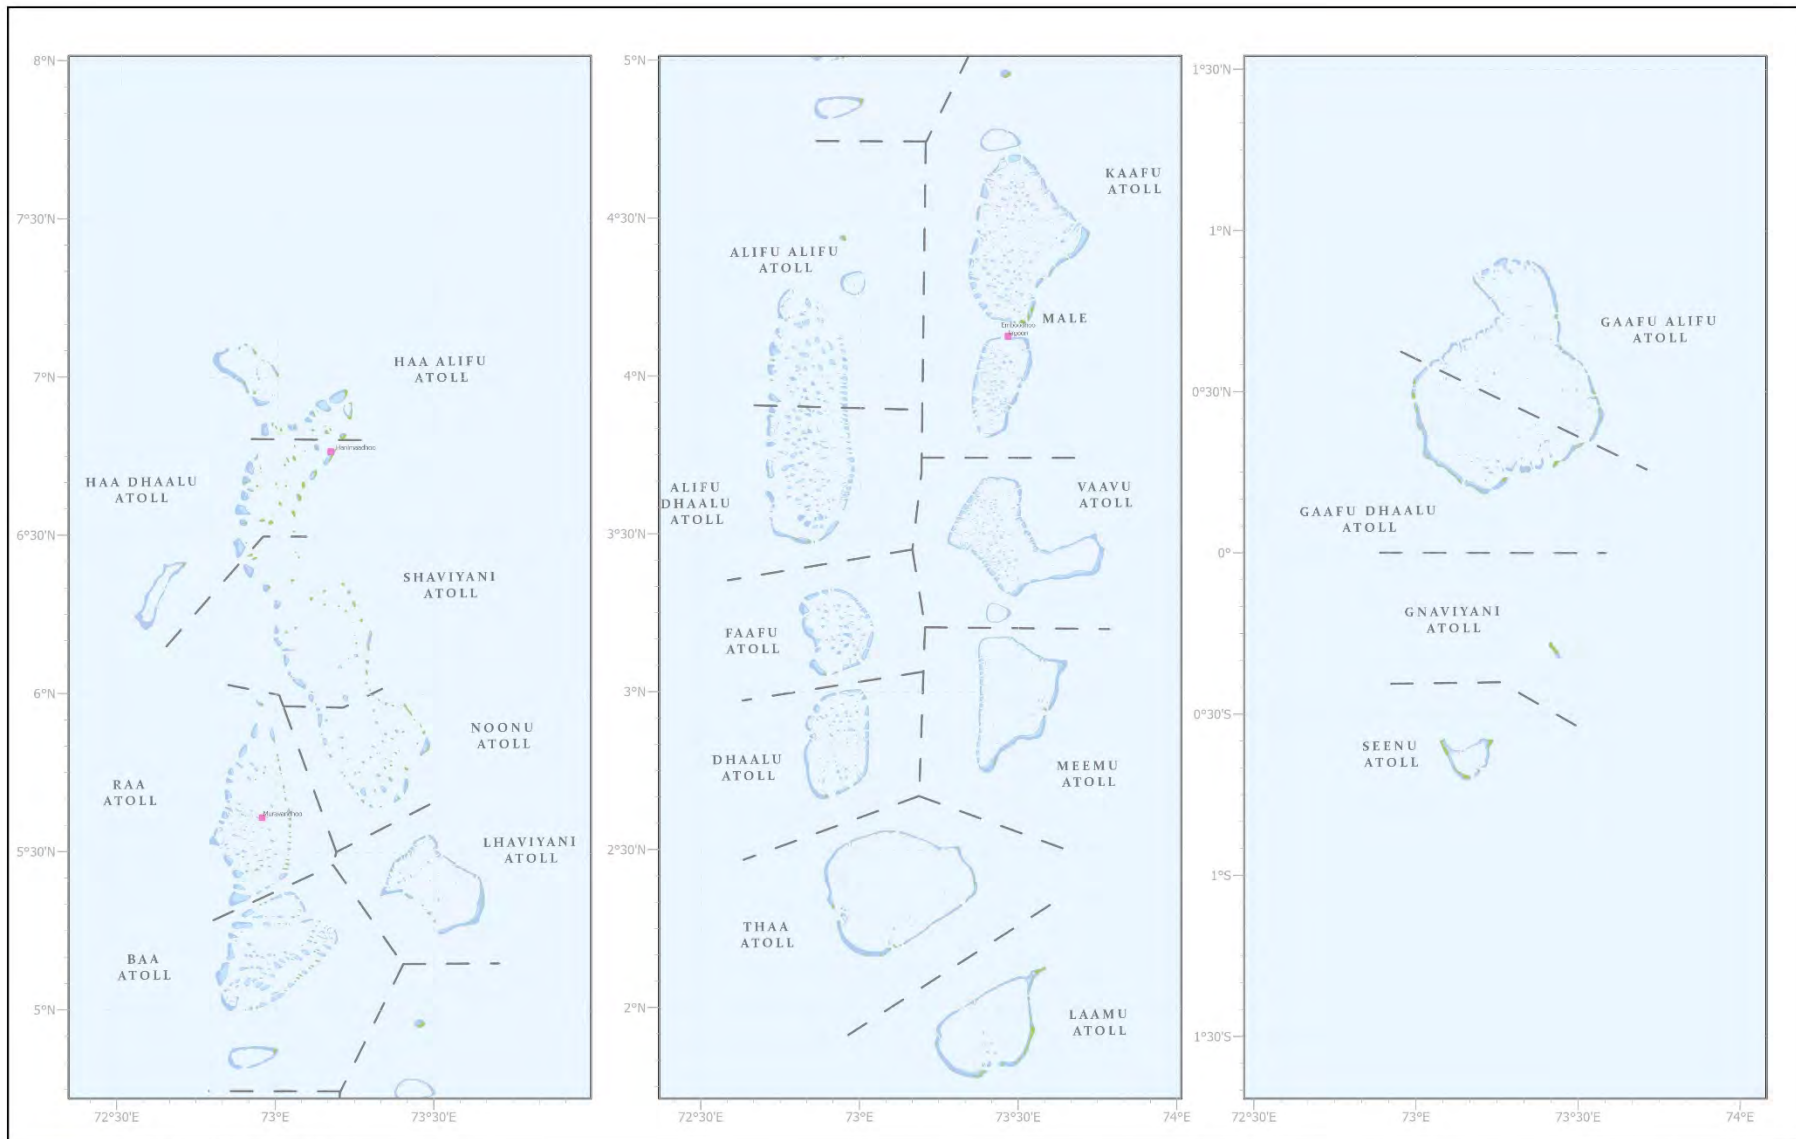 8°N
7°30'N
7°N
6°30'N
6°N
5°30'N
5°N
72°30'E
73°E
73°30'E
HAA ALIFU
ATOLL
Hanimaadhoo
HAA DHAALU
ATOLL
SHAVIYANI
ATOLL
NOONU
ATOLL
RAA
ATOLL
LHAVIYANI
ATOLL
BAA
ATOLL
5°N
4°30'N
4°N
3°30'N
3°N
2°30'N
2°N
72°30'E
73°E
73°30'E
74°E
KAAFU
ATOLL
ALIFU ALIFU
ATOLL
MALE
ALIFU
DHAALU
ATOLL
VAAVU
ATOLL
FAAFU
ATOLL
DHAALU
ATOLL
MEEMU
ATOLL
THAA
ATOLL
LAAMU
ATOLL
1°30'N
1°N
0°30'N
0°
0°30'S
1°S
1°30'S
72°30'E
73°E
73°30'E
74°E
GAAFU ALIFU
ATOLL
GAAFU DHAALU
ATOLL
GNAVIYANI
ATOLL
SEENU
ATOLL